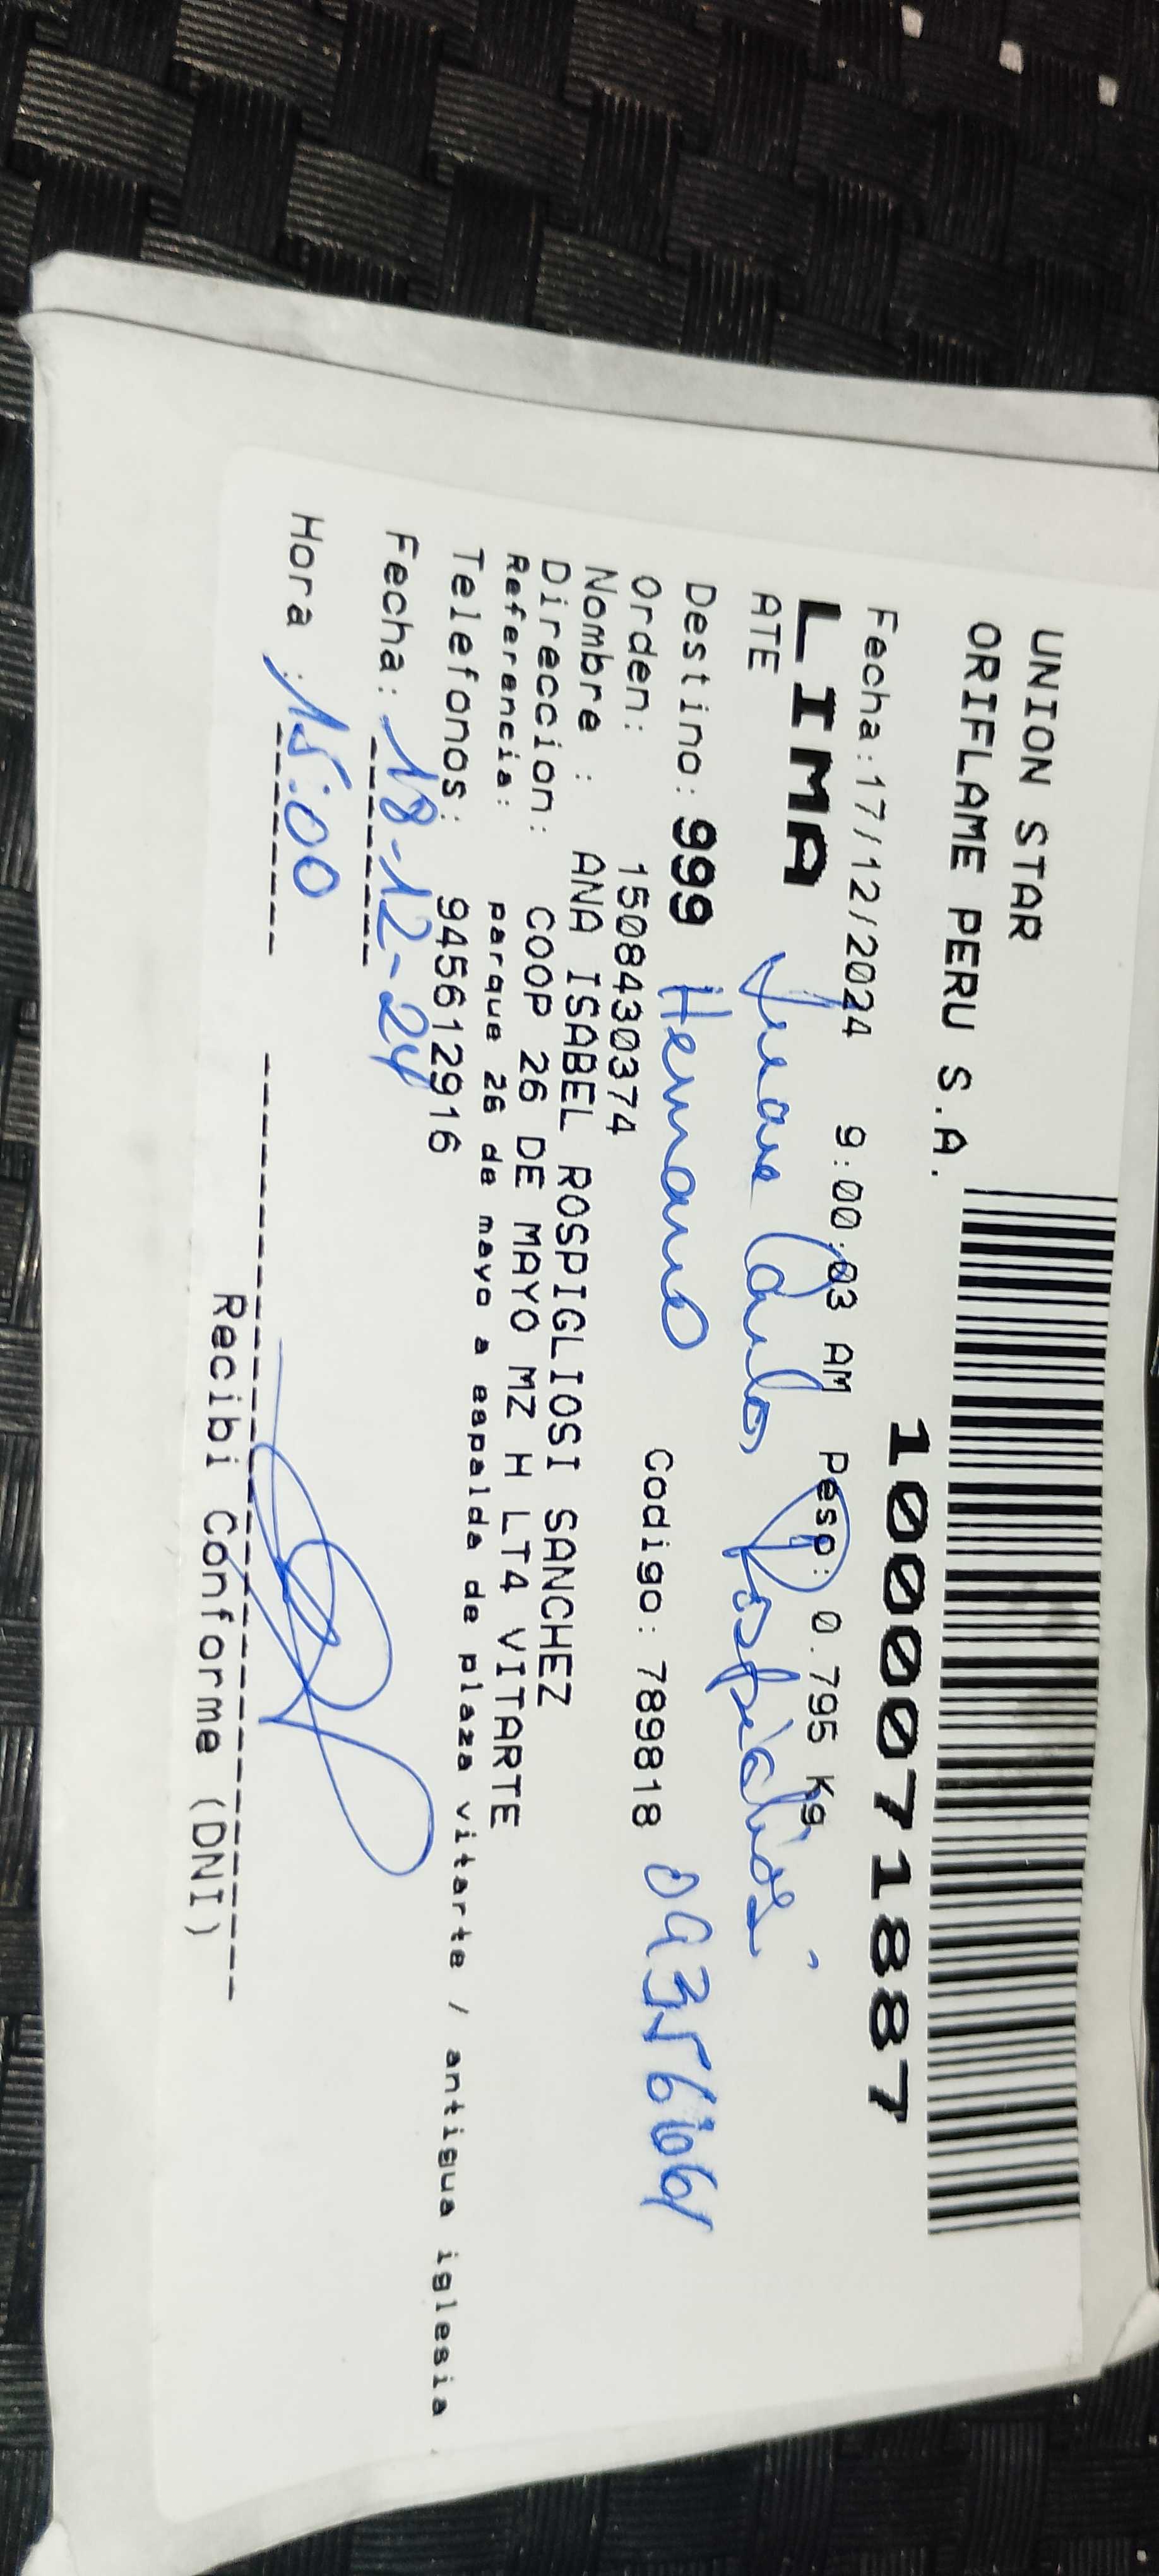 UNION STAR
ORIFLAME PERU S.A.
1000071887
Fecha:17/12/2024 9:00:03 AM Peso: 0.795 Kg
LIMA
ATE Juan Carlos
Destino: 999 Hermano
Orden: 1508430374 Codigo: 789818
Nombre : ANA ISABEL ROSPIGLIOSI SANCHEZ
Direccion: COOP 26 DE MAYO MZ H LT4 VITARTE
Referencia: parque 26 de mayo a espalda de plaza vitarte / antigua iglesia
Telefonos: 945612916
Fecha: 18-12-24
Hora : 15:00
Recibi Conforme (DNI)